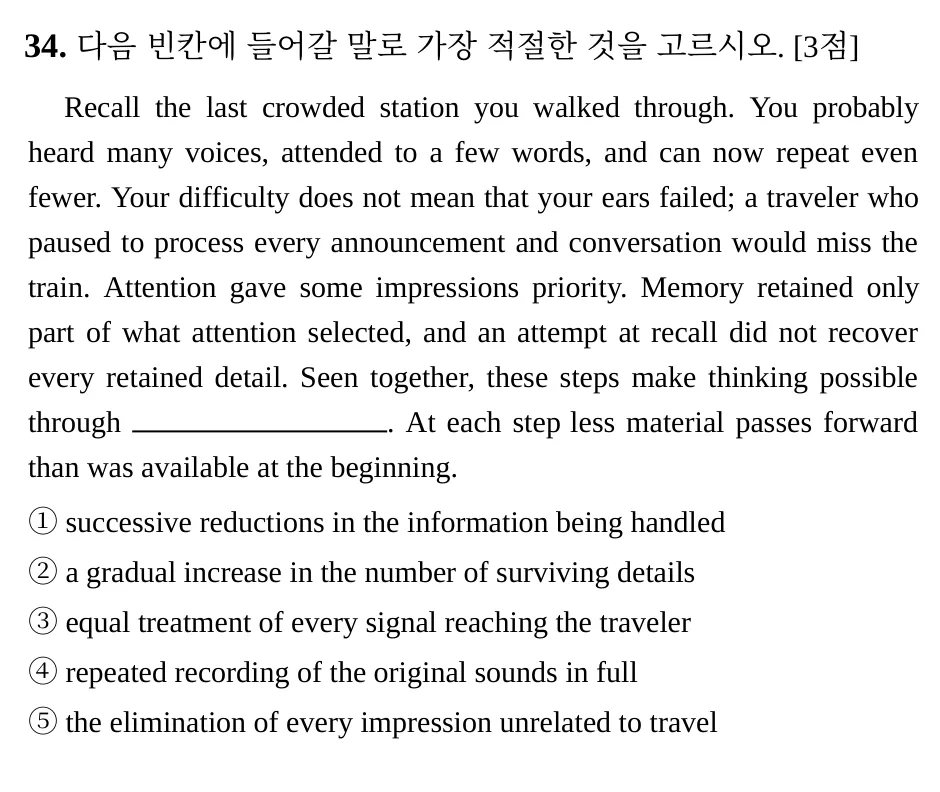 34. 다음 빈칸에 들어갈 말로 가장 적절한 것을 고르시오. [3점]
Recall the last crowded station you walked through. You probably
heard many voices, attended to a few words, and can now repeat even
fewer. Your difficulty does not mean that your ears failed; a traveler who
paused to process every announcement and conversation would miss the
train. Attention gave some impressions priority. Memory retained only
part of what attention selected, and an attempt at recall did not recover
every retained detail. Seen together, these steps make thinking possible
through ________________. At each step less material passes forward
than was available at the beginning.
① successive reductions in the information being handled
② a gradual increase in the number of surviving details
③ equal treatment of every signal reaching the traveler
④ repeated recording of the original sounds in full
⑤ the elimination of every impression unrelated to travel